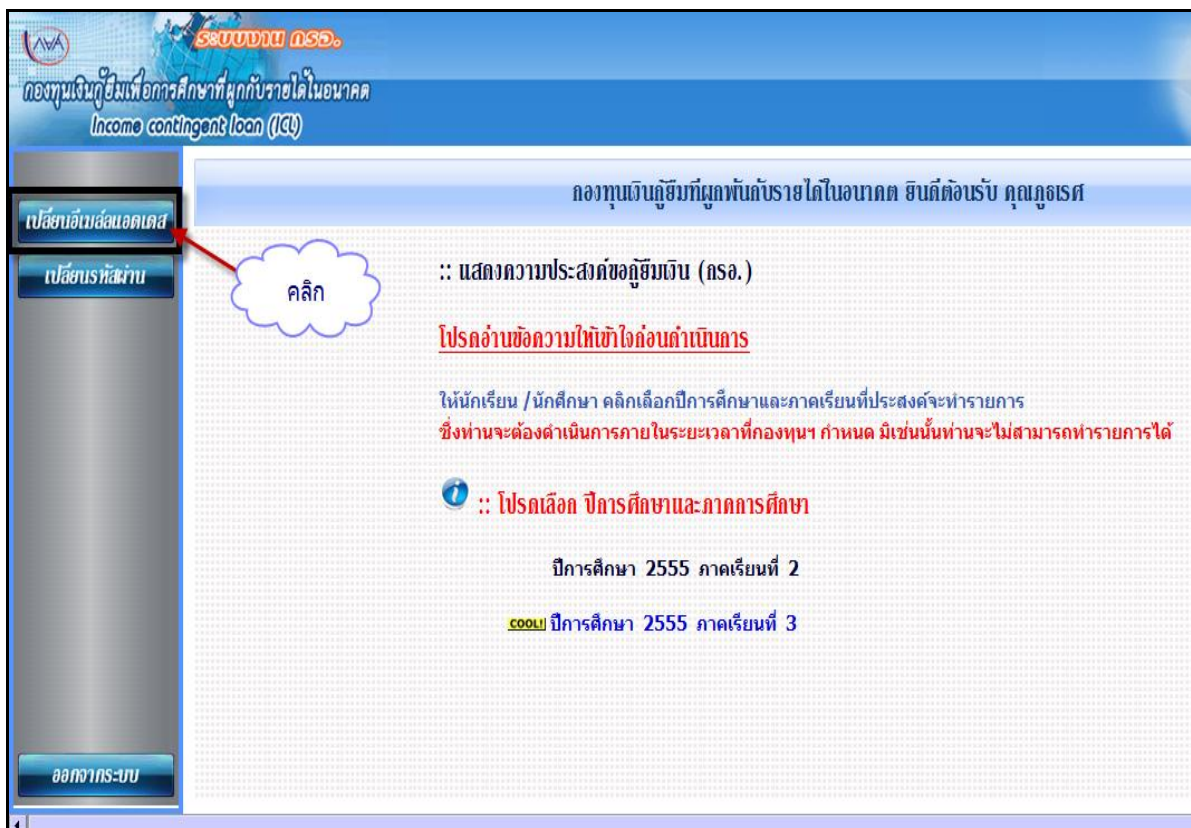 ระบบงาน กรอ.
กองทุนเงินกู้ยืมเพื่อการศึกษาที่ผูกกับรายได้ในอนาคต
Income contingent loan (ICL)
กองทุนเงินกู้ยืมที่ผูกพันกับรายได้ในอนาคต ยินดีต้อนรับ คุณภูธเรศ
เปลี่ยนอีเมล์แอดเดส
เปลี่ยนรหัสผ่าน
คลิก
:: แสดงความประสงค์ขอกู้ยืมเงิน (กรอ.)
โปรดอ่านข้อความให้เข้าใจก่อนดำเนินการ
ให้นักเรียน /นักศึกษา คลิกเลือกปีการศึกษาและภาคเรียนที่ประสงค์จะทำรายการ
ซึ่งท่านจะต้องดำเนินการภายในระยะเวลาที่กองทุนฯ กำหนด มิเช่นนั้นท่านจะไม่สามารถทำรายการได้
:: โปรดเลือก ปีการศึกษาและภาคการศึกษา
ปีการศึกษา 2555 ภาคเรียนที่ 2
COOL! ปีการศึกษา 2555 ภาคเรียนที่ 3
ออกจากระบบ